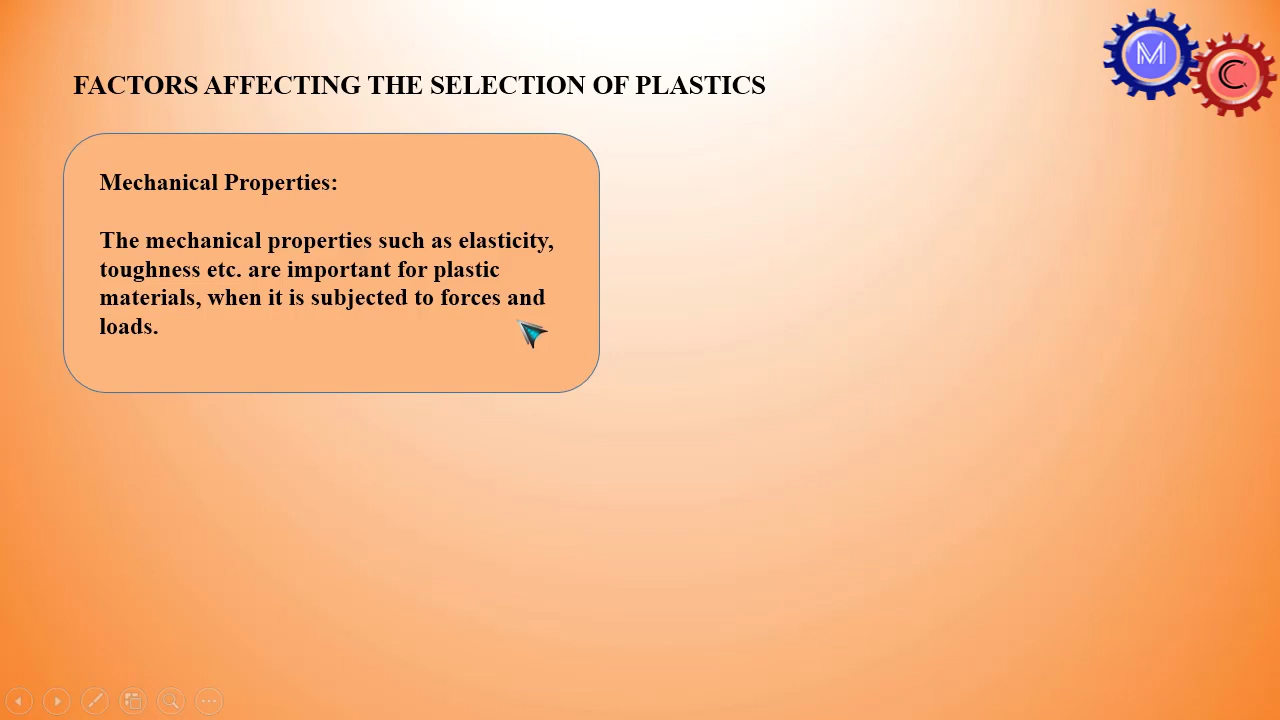 FACTORS AFFECTING THE SELECTION OF PLASTICS
M
C
Mechanical Properties:
The mechanical properties such as elasticity,
toughness etc. are important for plastic
materials, when it is subjected to forces and
loads.